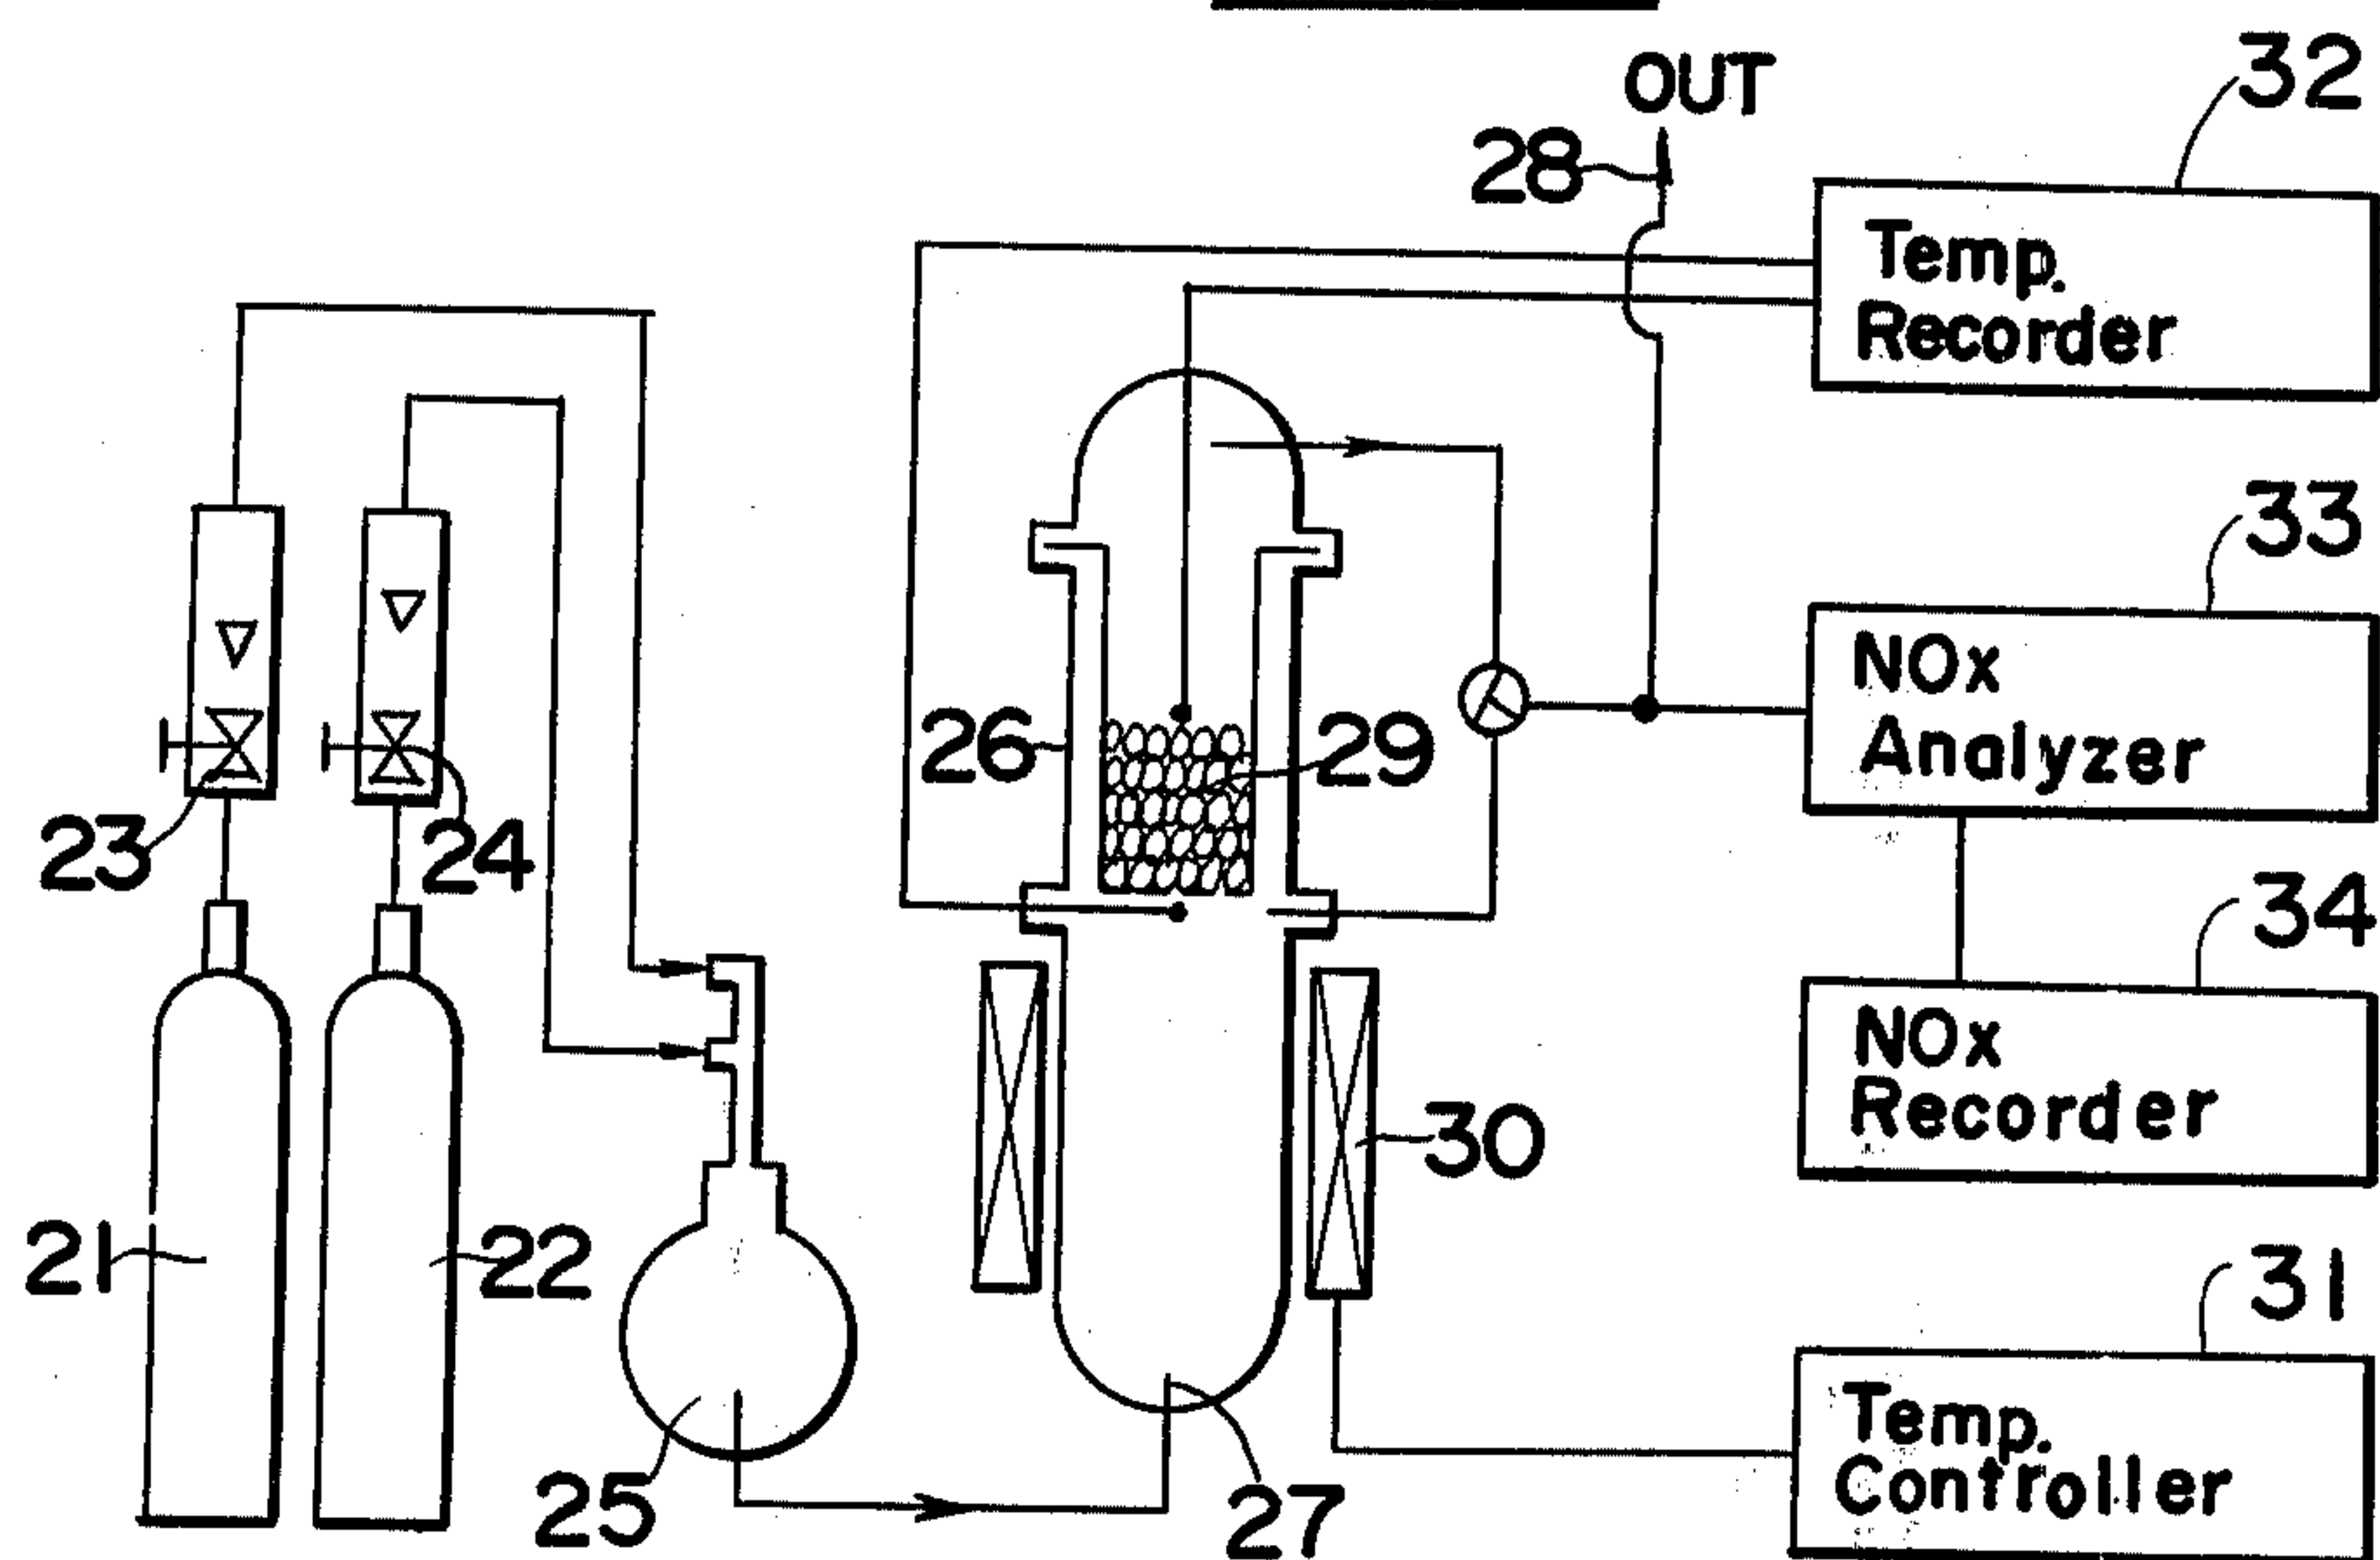 OUT
32
28
Temp.
Recorder
33
NOx
Analyzer
26
29
23
24
34
NOx
Recorder
30
21
22
31
Temp.
Controller
25
27